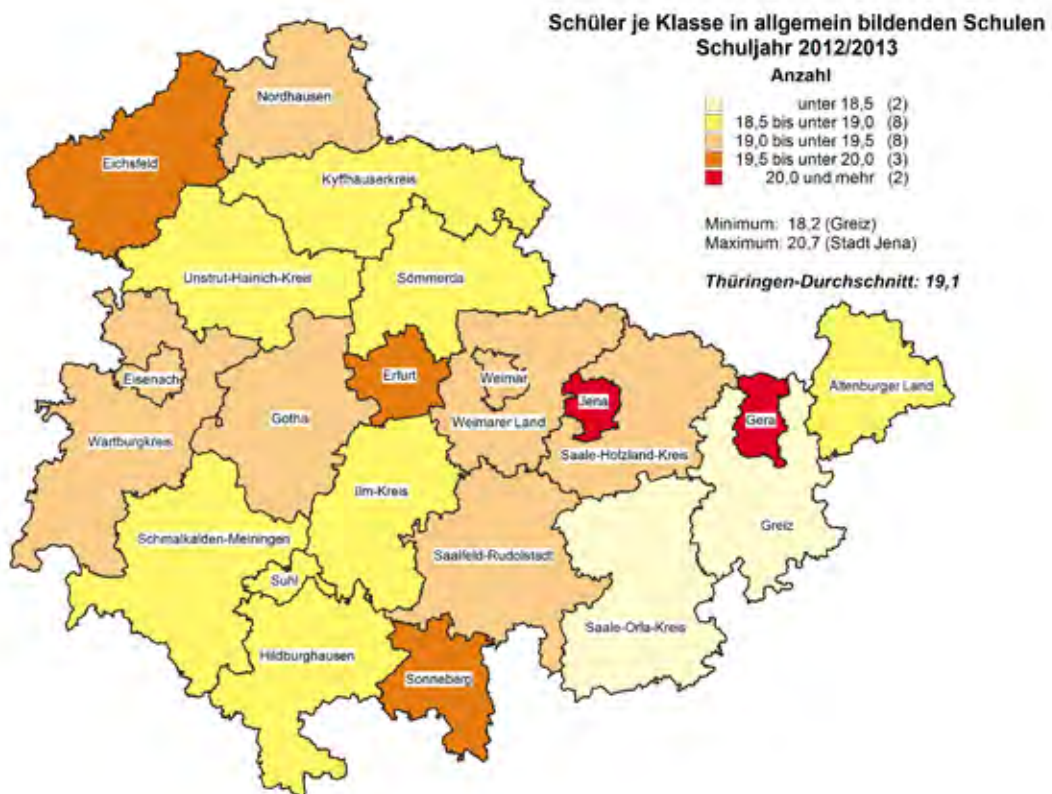 Schüler je Klasse in allgemein bildenden Schulen
Schuljahr 2012/2013
Anzahl
unter 18,5 (2)
18,5 bis unter 19,0 (8)
19,0 bis unter 19,5 (8)
19,5 bis unter 20,0 (3)
20,0 und mehr (2)
Minimum: 18,2 (Greiz)
Maximum: 20,7 (Stadt Jena)
Thüringen-Durchschnitt: 19,1
Nordhausen
Eichsfeld
Kyffhäuserkreis
Unstrut-Hainich-Kreis
Sömmerda
Eisenach
Erfurt
Weimar
Jena
Gera
Altenburger Land
Gotha
Weimarer Land
Wartburgkreis
Saale-Holzland-Kreis
Ilm-Kreis
Greiz
Schmalkalden-Meiningen
Saalfeld-Rudolstadt
Suhl
Saale-Orla-Kreis
Hildburghausen
Sonneberg